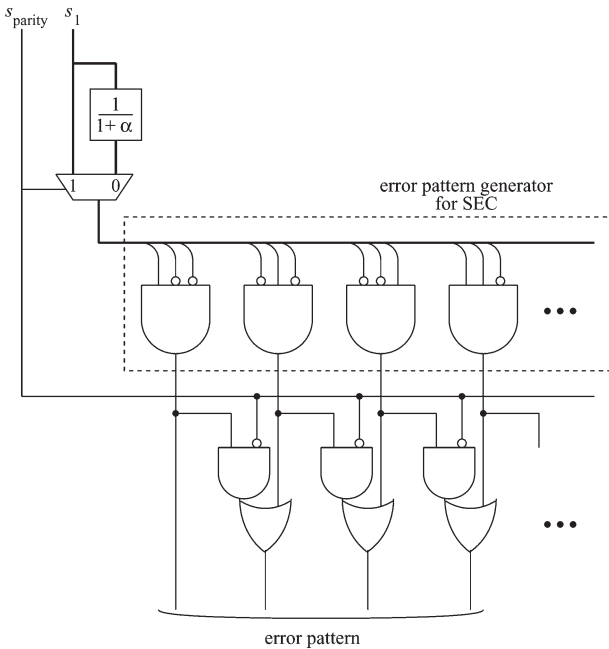 s_parity s_1
1
1+ α
1 0
error pattern generator
for SEC
•••
•••
error pattern